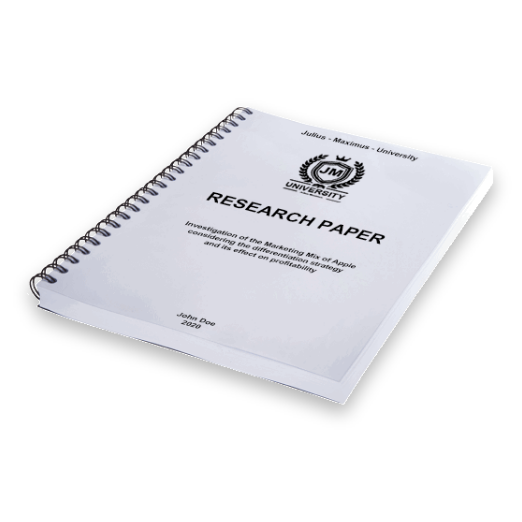 Julius - Maximus - University
JM
UNIVERSITY
RESEARCH PAPER
Investigation of the Marketing Mix of Apple
considering the differentiation strategy
and its effect on profitability
John Doe
2020